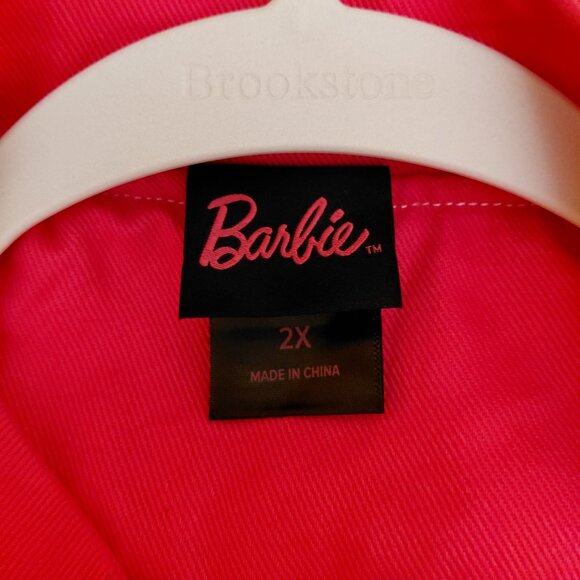 Brookstone
Barbie™
2X
MADE IN CHINA